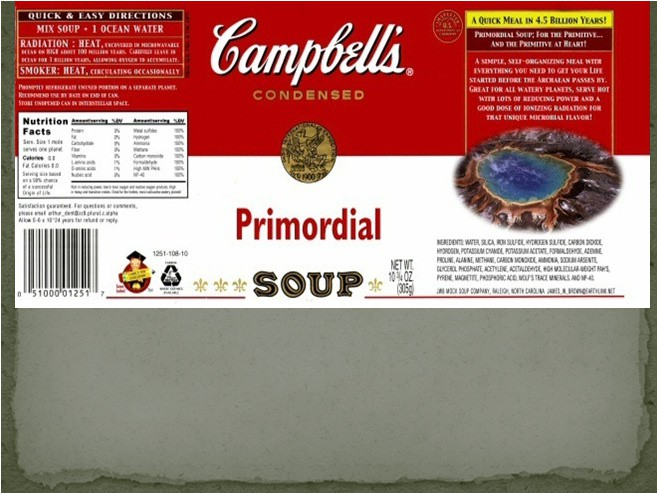 QUICK & EASY DIRECTIONS
MIX SOUP + 1 OCEAN WATER
RADIATION : HEAT, UNCOVERED IN MICROWAVABLE
OCEAN ON HIGH ABOUT 100 MILLION YEARS. CAREFULLY LEAVE IN
OCEAN FOR 1 BILLION YEARS, ALLOWING OXYGEN TO ACCUMULATE.
SMOKER: HEAT, CIRCULATING OCCASIONALLY
PROMPTLY REFRIGERATE UNUSED PORTION ON A SEPARATE PLANET.
RECOMMEND USE BY DATE ON END OF CAN.
STORE UNOPENED CAN IN INTERSTELLAR SPACE.
Nutrition
Facts
Serv. Size 1 mole
serves one planet
Calories 0.0
Fat Calories 0.0
Serving size based
on a 98% chance
of a successful
Origin of Life.
Amount/serving %DV Amount/serving %DV
Protein 0% Metal sulfides 100%
Fat 0% Hydrogen 100%
Carbohydrate 0% Ammonia 100%
Fiber 0% Methane 100%
Vitamins 0% Carbon monoxide 100%
L-amino acids 1% Formaldehyde 100%
D-amino acids 1% High MW PAHs 100%
Nucleic acid 0% NF-40 100%
Satisfaction guaranteed. For questions or comments,
please email arthur_dent@zz9.plural.z.alpha
Allow 6-8 x 10^24 years for refund or reply.
0 51000 01251 7
1251-108-10
Campbell's®
CONDENSED
1900
Primordial
SOUP
NET WT.
10 ¾ OZ.
(305g)
A QUICK MEAL IN 4.5 BILLION YEARS!
PRIMORDIAL SOUP; FOR THE PRIMITIVE...
AND THE PRIMITIVE AT HEART!
A SIMPLE, SELF-ORGANIZING MEAL WITH
EVERYTHING YOU NEED TO GET YOUR LIFE
STARTED BEFORE THE ARCHAEAN PASSES BY.
GREAT FOR ALL WATERY PLANETS, SERVE HOT
WITH LOTS OF REDUCING POWER AND A
GOOD DOSE OF IONIZING RADIATION FOR
THAT UNIQUE MICROBIAL FLAVOR!
INGREDIENTS: WATER, SILICA, IRON SULFIDE, HYDROGEN SULFIDE, CARBON DIOXIDE,
HYDROGEN, POTASSIUM CYANIDE, POTASSIUM ACETATE, FORMALDEHYDE, ADENINE,
PROLINE, ALANINE, METHANE, CARBON MONOXIDE, AMMONIA, SODIUM ARSENITE,
GLYCEROL PHOSPHATE, ACETYLENE, ACETALDEHYDE, HIGH MOLECULAR-WEIGHT PAH'S,
PYRENE, MAGNETITE, PHOSPHORIC ACID, WOLF'S TRACE MINERALS, AND NF-40.
JMB MOCK SOUP COMPANY, RALEIGH, NORTH CAROLINA JAMES_M_BROWN@EARTHLINK.NET